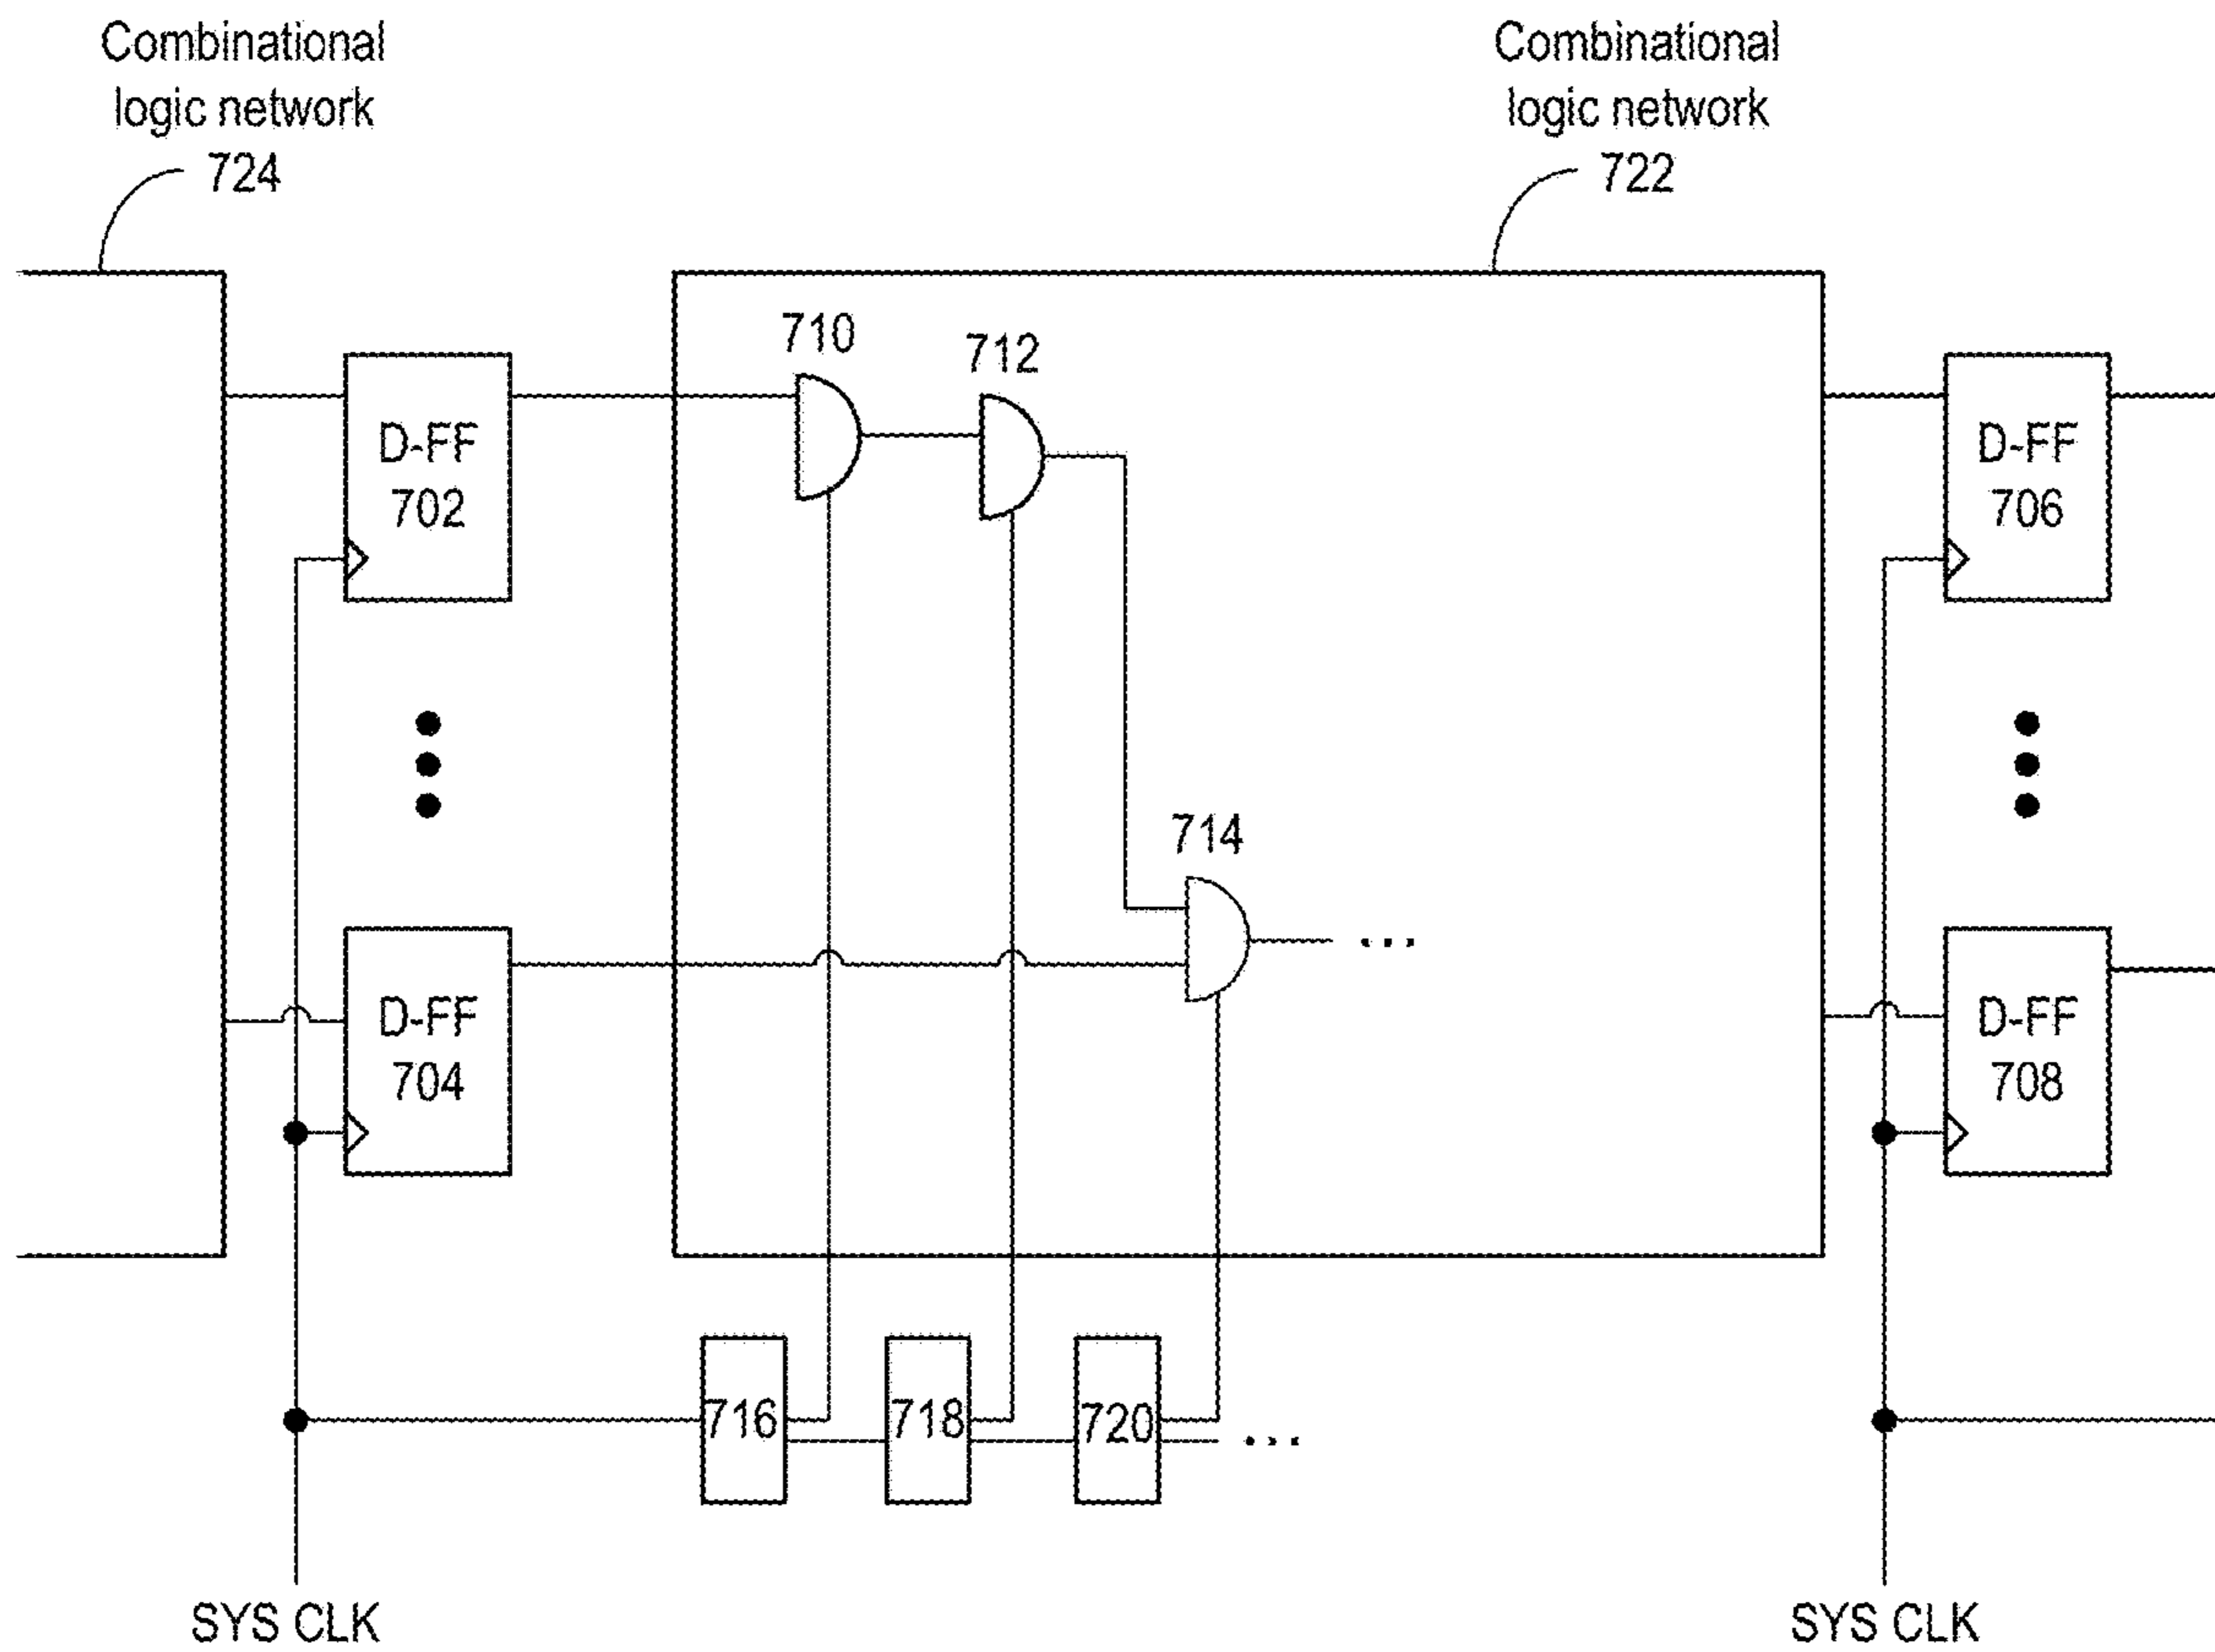 Combinational
logic network
724
Combinational
logic network
722
710
712
D-FF
702
D-FF
706
714
D-FF
704
D-FF
708
716
718
720
...
...
SYS CLK
SYS CLK